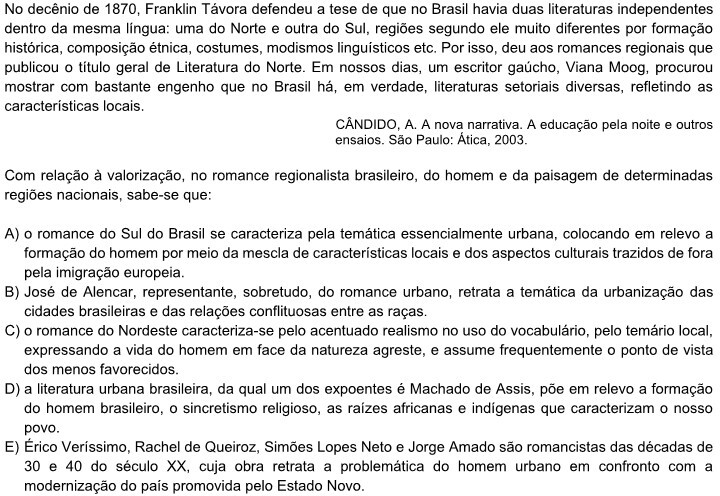 No decênio de 1870, Franklin Távora defendeu a tese de que no Brasil havia duas literaturas independentes
dentro da mesma língua: uma do Norte e outra do Sul, regiões segundo ele muito diferentes por formação
histórica, composição étnica, costumes, modismos linguísticos etc. Por isso, deu aos romances regionais que
publicou o título geral de Literatura do Norte. Em nossos dias, um escritor gaúcho, Viana Moog, procurou
mostrar com bastante engenho que no Brasil há, em verdade, literaturas setoriais diversas, refletindo as
características locais.
CÂNDIDO, A. A nova narrativa. A educação pela noite e outros
ensaios. São Paulo: Ática, 2003.
Com relação à valorização, no romance regionalista brasileiro, do homem e da paisagem de determinadas
regiões nacionais, sabe-se que:
A) o romance do Sul do Brasil se caracteriza pela temática essencialmente urbana, colocando em relevo a
formação do homem por meio da mescla de características locais e dos aspectos culturais trazidos de fora
pela imigração europeia.
B) José de Alencar, representante, sobretudo, do romance urbano, retrata a temática da urbanização das
cidades brasileiras e das relações conflituosas entre as raças.
C) o romance do Nordeste caracteriza-se pelo acentuado realismo no uso do vocabulário, pelo temário local,
expressando a vida do homem em face da natureza agreste, e assume frequentemente o ponto de vista
dos menos favorecidos.
D) a literatura urbana brasileira, da qual um dos expoentes é Machado de Assis, põe em relevo a formação
do homem brasileiro, o sincretismo religioso, as raízes africanas e indígenas que caracterizam o nosso
povo.
E) Érico Veríssimo, Rachel de Queiroz, Simões Lopes Neto e Jorge Amado são romancistas das décadas de
30 e 40 do século XX, cuja obra retrata a problemática do homem urbano em confronto com a
modernização do país promovida pelo Estado Novo.